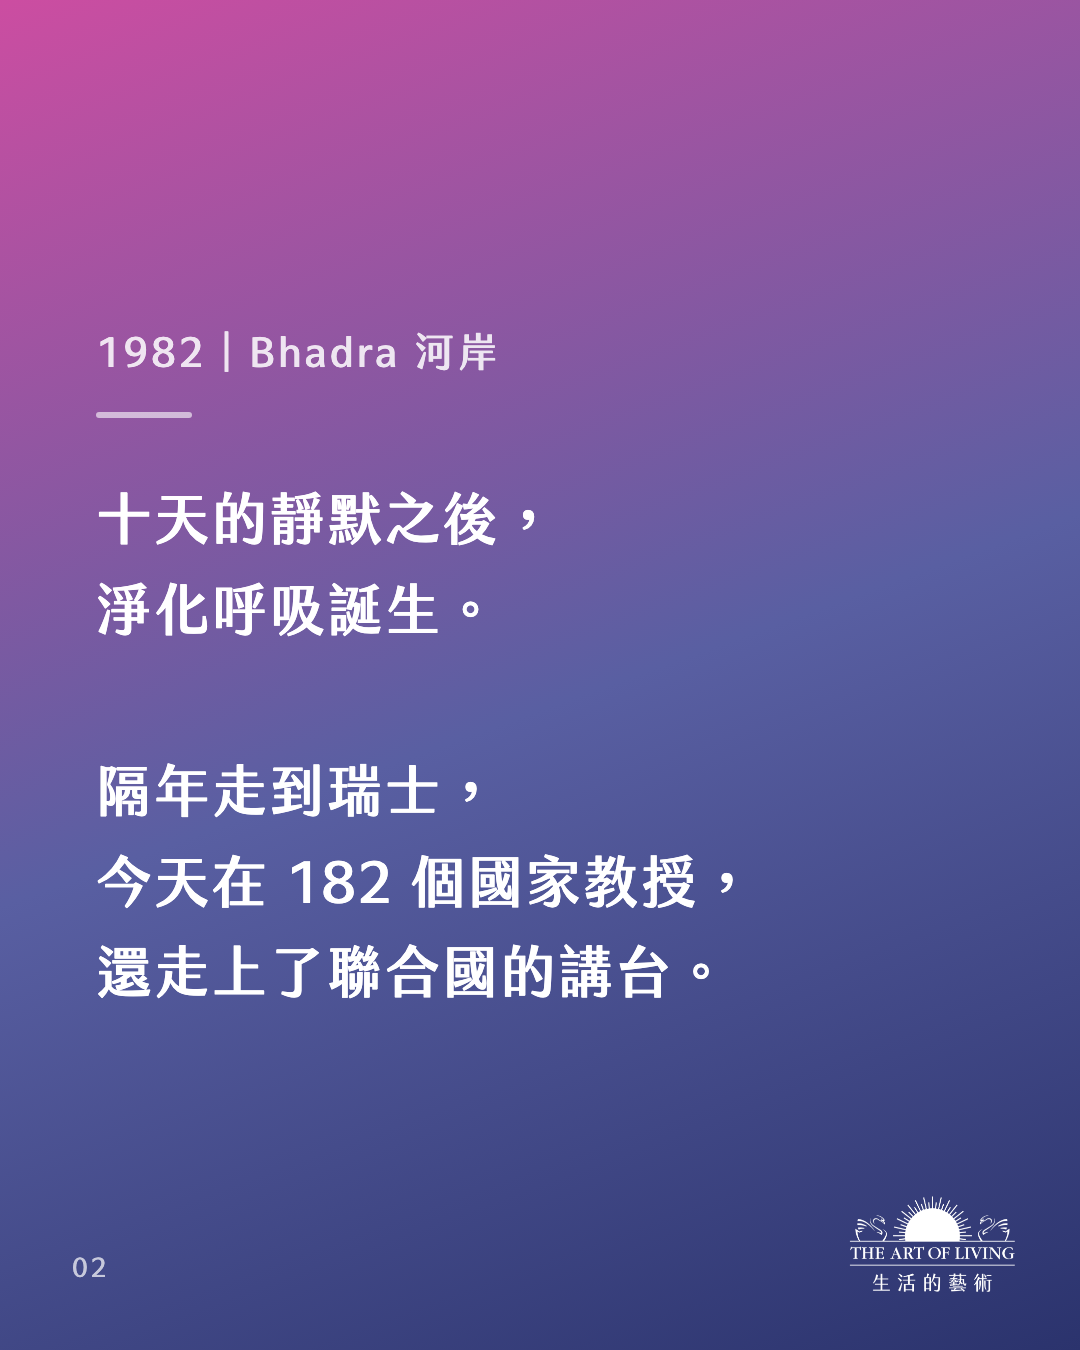 1982｜Bhadra 河岸
十天的靜默之後，
淨化呼吸誕生。
隔年走到瑞士，
今天在 182 個國家教授，
還走上了聯合國的講台。
02
THE ART OF LIVING
生活的藝術